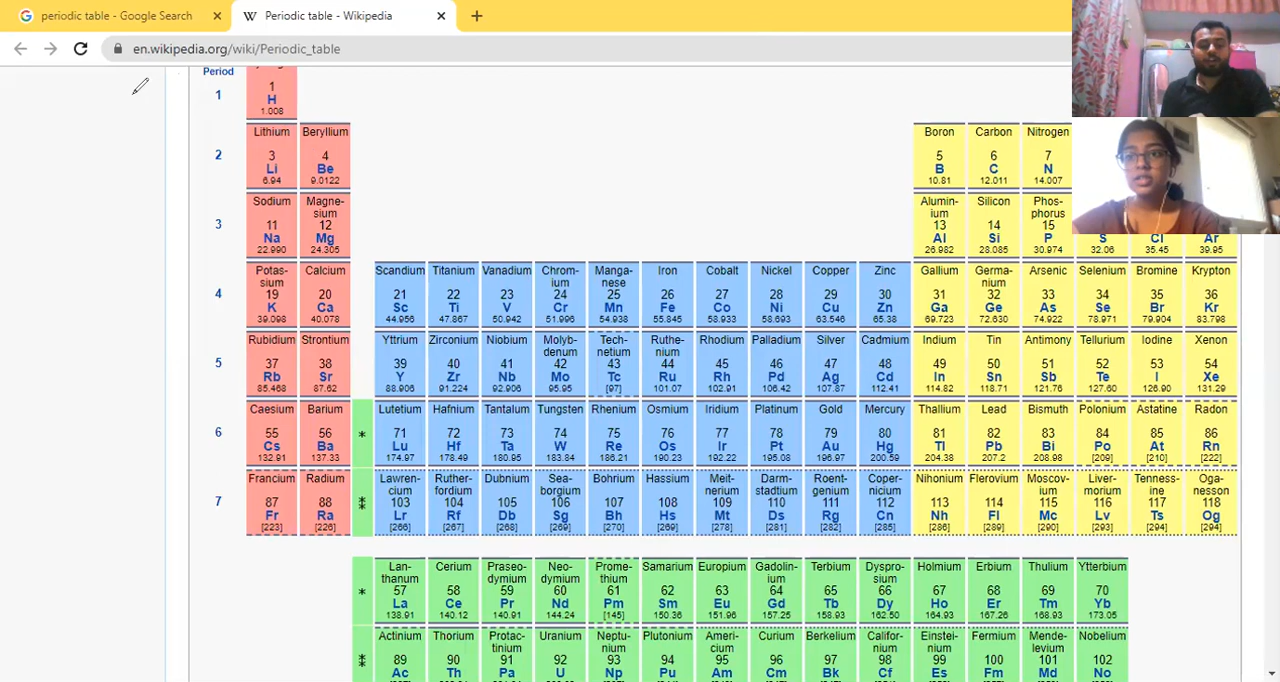 periodic table - Google Search
Periodic table - Wikipedia
en.wikipedia.org/wiki/Periodic_table
Period
1 1
H
1.008
Lithium Beryllium Boron Carbon Nitrogen
2 3 4 5 6 7
Li Be B C N
6.94 9.0122 10.81 12.011 14.007
Sodium Magne- Alumin- Silicon Phos-
sium ium phorus
3 11 12 13 14 15
Na Mg Al Si P S Cl Ar
22.990 24.305 26.982 28.085 30.974 32.06 35.45 39.95
Potas- Calcium Scandium Titanium Vanadium Chrom- Manga- Iron Cobalt Nickel Copper Zinc Gallium Germa- Arsenic Selenium Bromine Krypton
sium ium nese nium
4 19 20 21 22 23 24 25 26 27 28 29 30 31 32 33 34 35 36
K Ca Sc Ti V Cr Mn Fe Co Ni Cu Zn Ga Ge As Se Br Kr
39.098 40.078 44.956 47.867 50.942 51.996 54.938 55.845 58.933 58.693 63.546 65.38 69.723 72.630 74.922 78.971 79.904 83.798
Rubidium Strontium Yttrium Zirconium Niobium Molyb- Tech- Ruthe- Rhodium Palladium Silver Cadmium Indium Tin Antimony Tellurium Iodine Xenon
denum netium nium
5 37 38 39 40 41 42 43 44 45 46 47 48 49 50 51 52 53 54
Rb Sr Y Zr Nb Mo Tc Ru Rh Pd Ag Cd In Sn Sb Te I Xe
85.468 87.62 88.906 91.224 92.906 95.95 [97] 101.07 102.91 106.42 107.87 112.41 114.82 118.71 121.76 127.60 126.90 131.29
Caesium Barium Lutetium Hafnium Tantalum Tungsten Rhenium Osmium Iridium Platinum Gold Mercury Thallium Lead Bismuth Polonium Astatine Radon
6 55 56 * 71 72 73 74 75 76 77 78 79 80 81 82 83 84 85 86
Cs Ba Lu Hf Ta W Re Os Ir Pt Au Hg Tl Pb Bi Po At Rn
132.91 137.33 174.97 178.49 180.95 183.84 186.21 190.23 192.22 195.08 196.97 200.59 204.38 207.2 208.98 [209] [210] [222]
Francium Radium Lawren- Ruther- Dubnium Sea- Bohrium Hassium Meit- Darm- Roent- Coper- Nihonium Flerovium Moscov- Liver- Tenness- Oga-
cium fordium borgium nerium stadtium genium nicium ium morium ine nesson
7 87 88 ⁑ 103 104 105 106 107 108 109 110 111 112 113 114 115 116 117 118
Fr Ra Lr Rf Db Sg Bh Hs Mt Ds Rg Cn Nh Fl Mc Lv Ts Og
[223] [226] [266] [267] [268] [269] [270] [269] [278] [281] [282] [285] [286] [289] [290] [293] [294] [294]
Lan- Cerium Praseo- Neo- Prome- Samarium Europium Gadolin- Terbium Dyspro- Holmium Erbium Thulium Ytterbium
thanum dymium dymium thium ium sium
* 57 58 59 60 61 62 63 64 65 66 67 68 69 70
La Ce Pr Nd Pm Sm Eu Gd Tb Dy Ho Er Tm Yb
138.91 140.12 140.91 144.24 [145] 150.36 151.96 157.25 158.93 162.50 164.93 167.26 168.93 173.05
Actinium Thorium Protac- Uranium Neptu- Plutonium Ameri- Curium Berkelium Califor- Einstei- Fermium Mende- Nobelium
tinium nium cium nium nium levium
⁑ 89 90 91 92 93 94 95 96 97 98 99 100 101 102
Ac Th Pa U Np Pu Am Cm Bk Cf Es Fm Md No